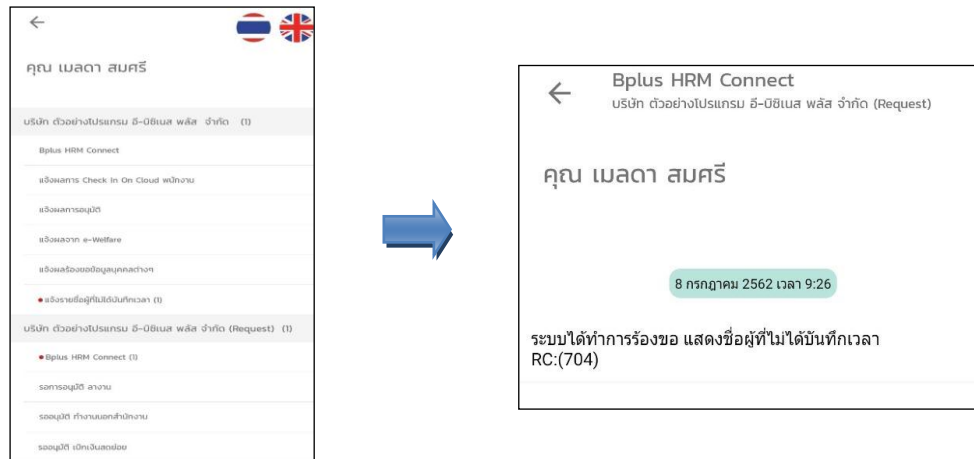 คุณ เมลดา สมศรี
บริษัท ตัวอย่างโปรแกรม อี-บิซิเนส พลัส จำกัด (1)
Bplus HRM Connect
แจ้งผลการ Check In On Cloud พนักงาน
แจ้งผลการอนุมัติ
แจ้งผลจาก e-Welfare
แจ้งผลร้องขอข้อมูลบุคคลต่างๆ
แจ้งรายชื่อผู้ที่ไม่ได้บันทึกเวลา (1)
บริษัท ตัวอย่างโปรแกรม อี-บิซิเนส พลัส จำกัด (Request) (1)
Bplus HRM Connect (1)
รอการอนุมัติ ลางาน
รออนุมัติ ทำงานนอกสำนักงาน
รออนุมัติ เบิกเงินสดย่อย
Bplus HRM Connect
บริษัท ตัวอย่างโปรแกรม อี-บิซิเนส พลัส จำกัด (Request)
คุณ เมลดา สมศรี
8 กรกฎาคม 2562 เวลา 9:26
ระบบได้ทำการร้องขอ แสดงชื่อผู้ที่ไม่ได้บันทึกเวลา
RC:(704)